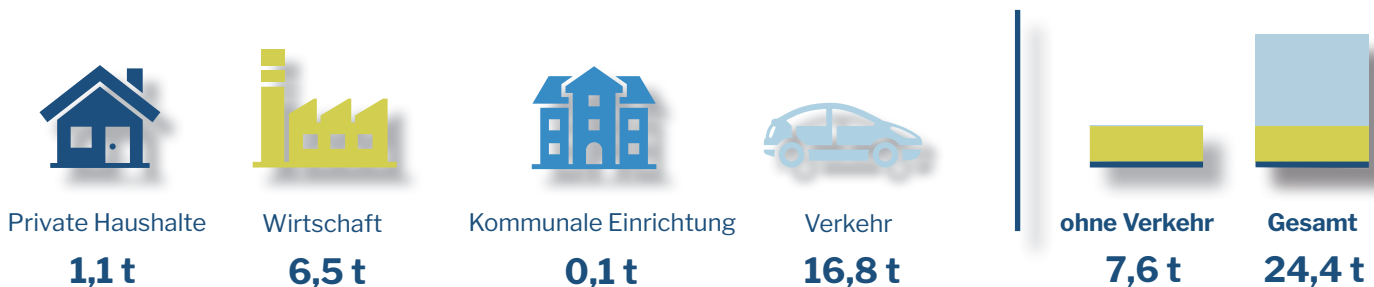 Private Haushalte Wirtschaft Kommunale Einrichtung Verkehr ohne Verkehr Gesamt
1,1 t 6,5 t 0,1 t 16,8 t 7,6 t 24,4 t